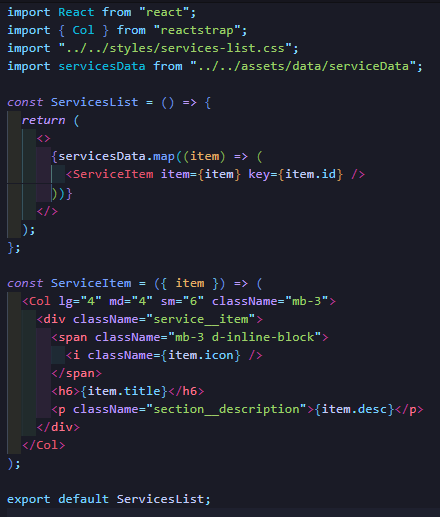 import React from "react";
import { Col } from "reactstrap";
import "../../styles/services-list.css";
import servicesData from "../../assets/data/serviceData";

const ServicesList = () => {
  return (
    <>
      {servicesData.map((item) => (
        <ServiceItem item={item} key={item.id} />
      ))}
    </>
  );
};

const ServiceItem = ({ item }) => (
  <Col lg="4" md="4" sm="6" className="mb-3">
    <div className="service__item">
      <span className="mb-3 d-inline-block">
        <i className={item.icon} />
      </span>
      <h6>{item.title}</h6>
      <p className="section__description">{item.desc}</p>
    </div>
  </Col>
);

export default ServicesList;